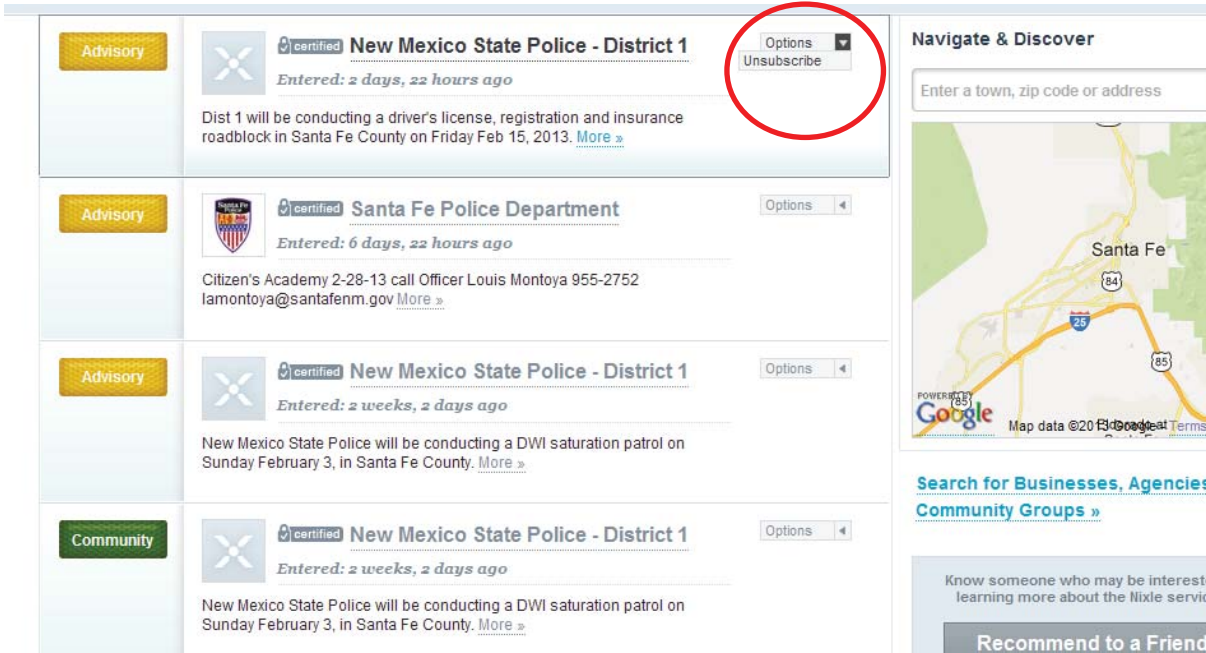 Advisory
certified New Mexico State Police - District 1
Entered: 2 days, 22 hours ago
Options
Unsubscribe
Dist 1 will be conducting a driver's license, registration and insurance
roadblock in Santa Fe County on Friday Feb 15, 2013. More »
Advisory
certified Santa Fe Police Department
Entered: 6 days, 22 hours ago
Options
Citizen's Academy 2-28-13 call Officer Louis Montoya 955-2752
lamontoya@santafenm.gov More »
Advisory
certified New Mexico State Police - District 1
Entered: 2 weeks, 2 days ago
Options
New Mexico State Police will be conducting a DWI saturation patrol on
Sunday February 3, in Santa Fe County. More »
Community
certified New Mexico State Police - District 1
Entered: 2 weeks, 2 days ago
Options
New Mexico State Police will be conducting a DWI saturation patrol on
Sunday February 3, in Santa Fe County. More »
Navigate & Discover
Enter a town, zip code or address
Santa Fe
84
25
85
85
POWERED BY
Google
Map data ©2013 Google Terms
Search for Businesses, Agencies
Community Groups »
Know someone who may be interest
learning more about the Nixle servic
Recommend to a Friend